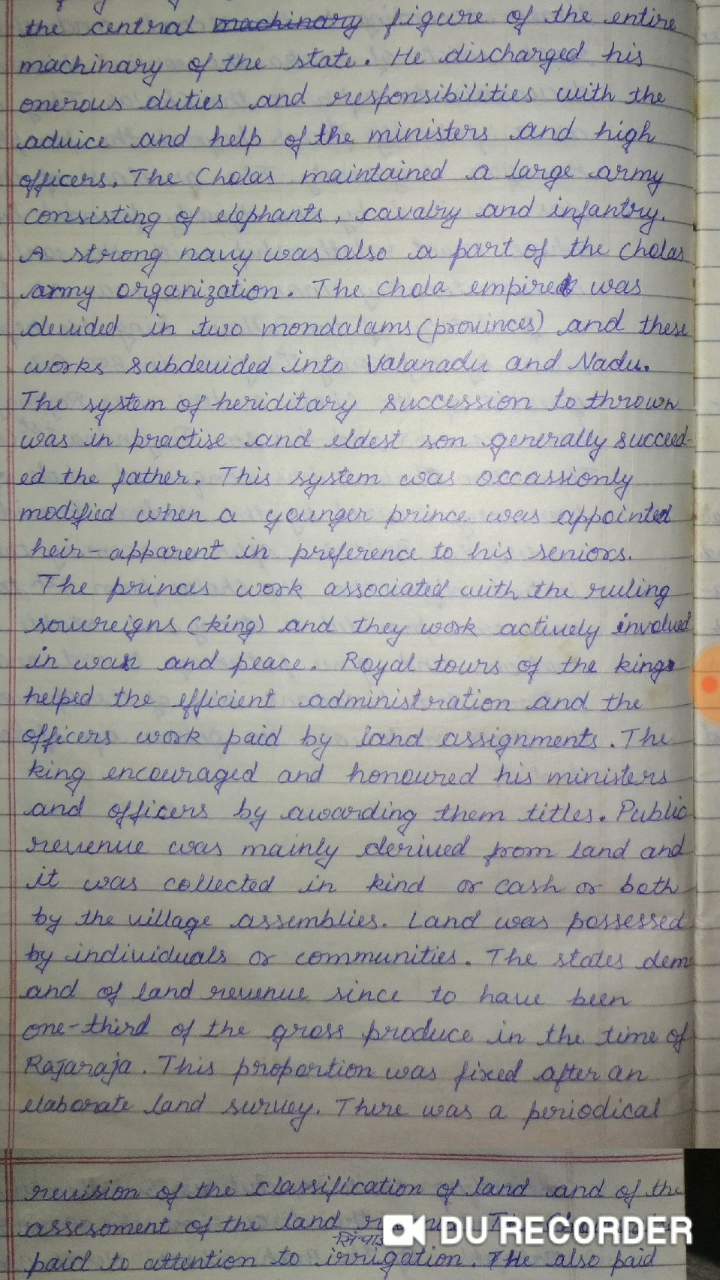 the central machinary figure of the entire
machinary of the state. He discharged his
onerous duties and responsibilities with the
advice and help of the ministers and high
officers. The Cholas maintained a large army
consisting of elephants, cavalry and infantry.
A strong navy was also a part of the cholas
army organization. The chola empire was
devided in two mondalams (provinces) and these
works subdevided into Valanadu and Nadu.
The system of heriditary succession to thrown
was in practise and eldest son generally succeed-
ed the father. This system was occassionly
modified when a younger prince was appointed
heir-apparent in preference to his seniors.
The princes work associated with the ruling
sovereigns (king) and they work actively involved
in war and peace. Royal tours of the king
helped the efficient administration and the
officers work paid by land assignments. The
king encouraged and honoured his ministers
and officers by awarding them titles. Public
revenue was mainly derived from land and
it was collected in kind or cash or both
by the village assemblies. Land was possessed
by individuals or communities. The states dem
and of land revenue since to have been
one-third of the gross produce in the time of
Rajaraja. This proportion was fixed after an
elaborate land survey. There was a periodical
revision of the classification of land and of the
assesoment of the land
DU RECORDER
paid to attention to irrigation. The also paid